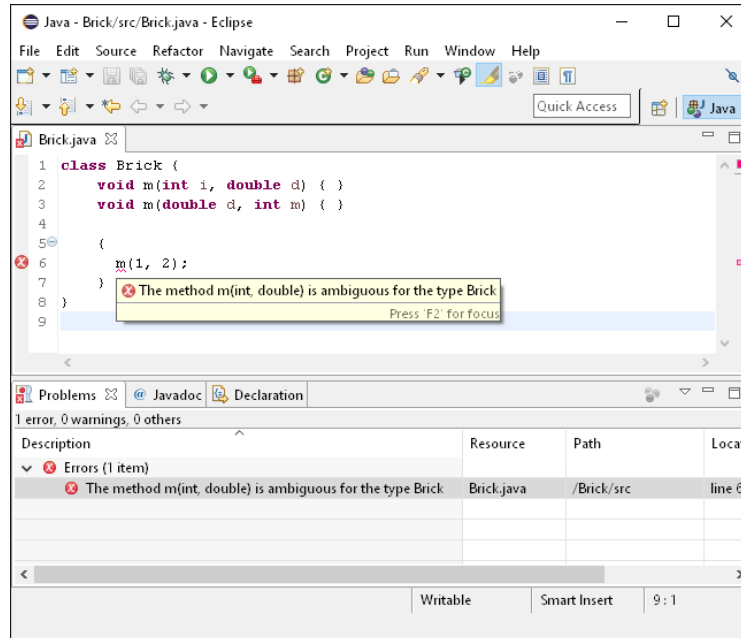 Java - Brick/src/Brick.java - Eclipse
File Edit Source Refactor Navigate Search Project Run Window Help
Quick Access
Java
Brick.java
1 class Brick {
2 void m(int i, double d) { }
3 void m(double d, int m) { }
4
5 {
6 m(1, 2);
7 }
The method m(int, double) is ambiguous for the type Brick
Press 'F2' for focus
8 }
9
Problems @ Javadoc Declaration
1 error, 0 warnings, 0 others
Description Resource Path Loca
Errors (1 item)
The method m(int, double) is ambiguous for the type Brick Brick.java /Brick/src line 6
Writable Smart Insert 9 : 1